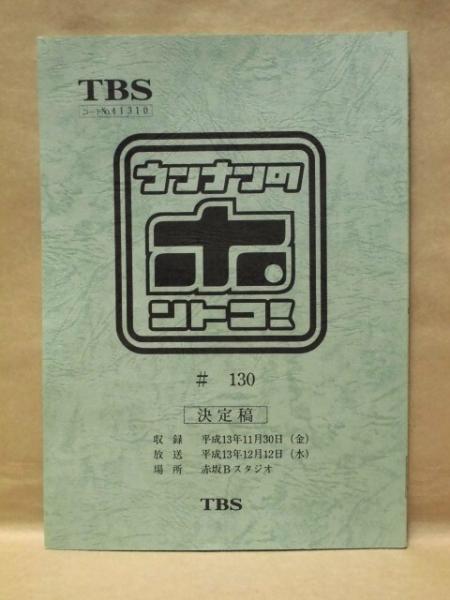 TBS
コードNo.41310
ウンナンの
ホ
ントコ!
# 130
決定稿
収録 平成13年11月30日（金）
放送 平成13年12月12日（水）
場所 赤坂Bスタジオ
TBS